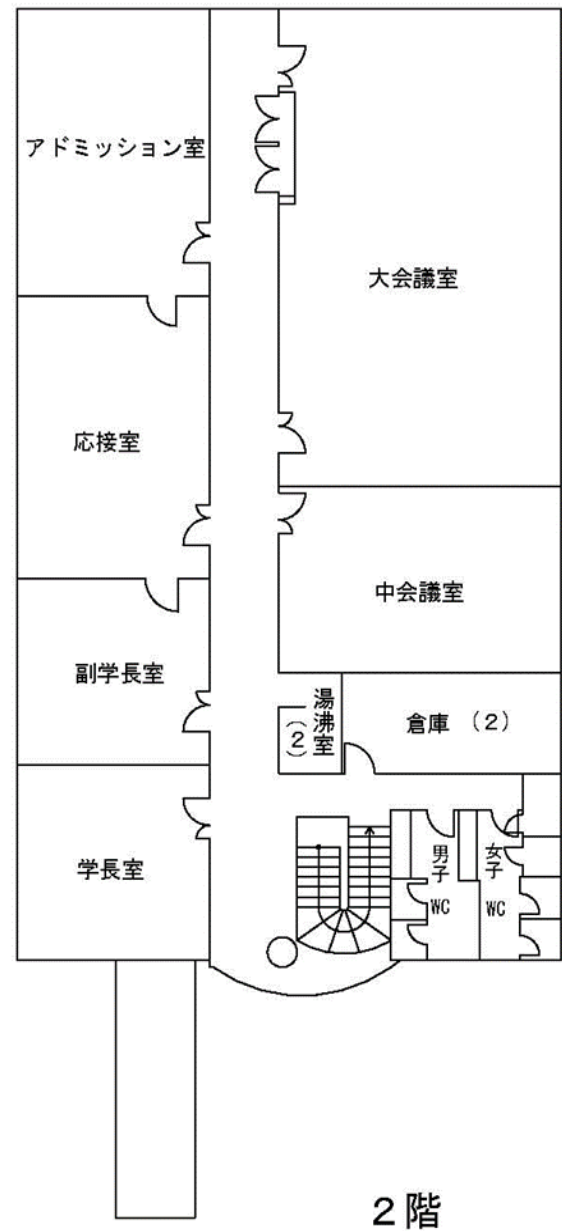 アドミッション室
大会議室
応接室
中会議室
副学長室
湯沸室
(2)
倉庫 (2)
学長室
男子
WC
女子
WC
2階